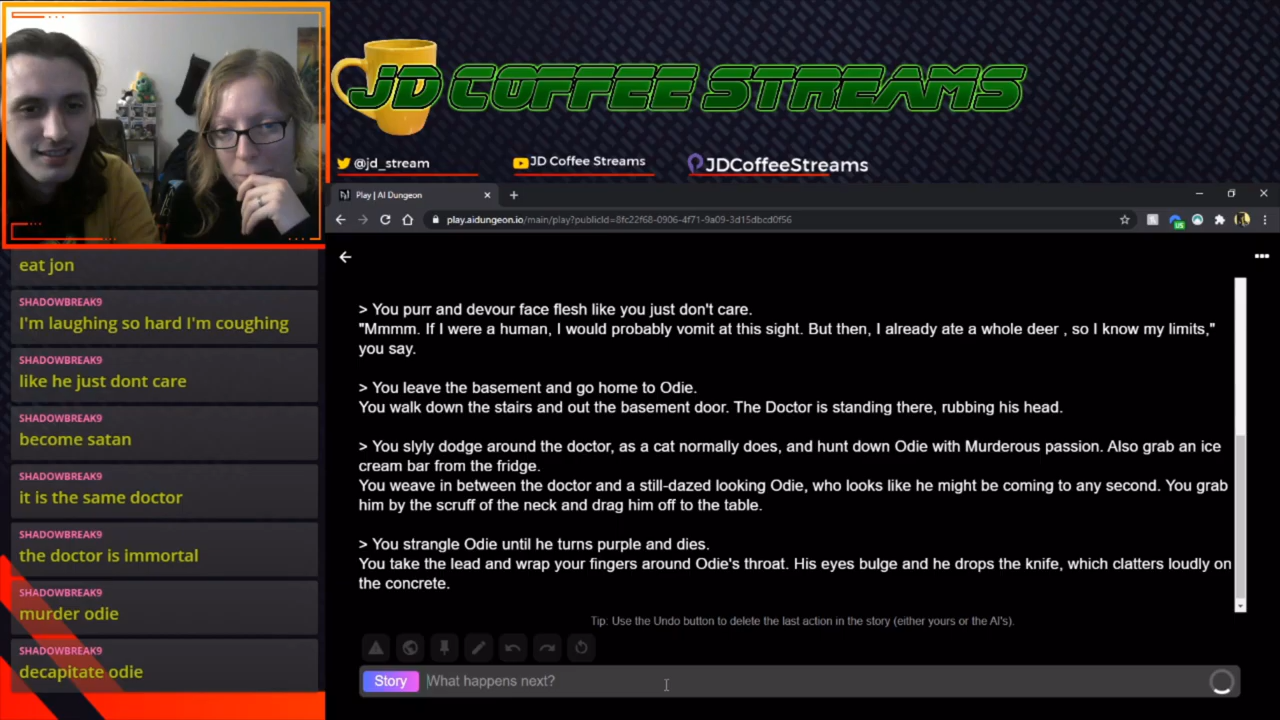 JD COFFEE STREAMS
@jd_stream
JD Coffee Streams
JDCoffeeStreams
Play | AI Dungeon
play.aidungeon.io/main/play?publicId=8fc22f68-0906-4f71-9a09-3d15dbcd0f56
eat jon
SHADOWBREAK9
I'm laughing so hard I'm coughing
SHADOWBREAK9
like he just dont care
SHADOWBREAK9
become satan
SHADOWBREAK9
it is the same doctor
SHADOWBREAK9
the doctor is immortal
SHADOWBREAK9
murder odie
SHADOWBREAK9
decapitate odie
> You purr and devour face flesh like you just don't care.
"Mmmm. If I were a human, I would probably vomit at this sight. But then, I already ate a whole deer , so I know my limits,"
you say.
> You leave the basement and go home to Odie.
You walk down the stairs and out the basement door. The Doctor is standing there, rubbing his head.
> You slyly dodge around the doctor, as a cat normally does, and hunt down Odie with Murderous passion. Also grab an ice
cream bar from the fridge.
You weave in between the doctor and a still-dazed looking Odie, who looks like he might be coming to any second. You grab
him by the scruff of the neck and drag him off to the table.
> You strangle Odie until he turns purple and dies.
You take the lead and wrap your fingers around Odie's throat. His eyes bulge and he drops the knife, which clatters loudly on
the concrete.
Tip: Use the Undo button to delete the last action in the story (either yours or the AI's).
Story
What happens next?